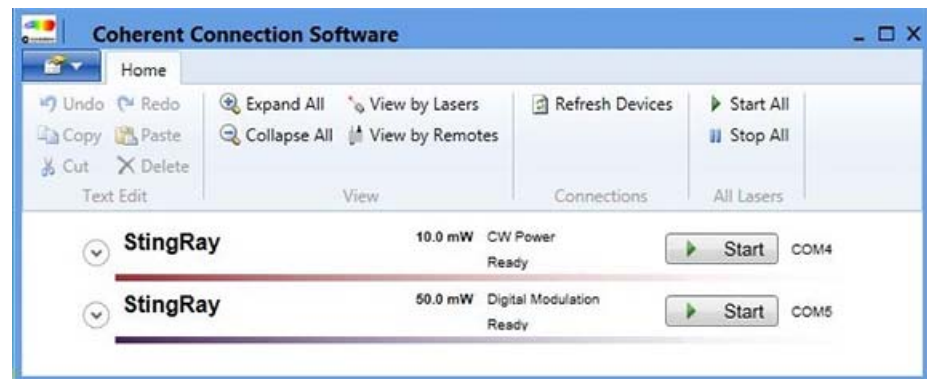 Coherent Connection Software
Home
Undo Redo
Copy Paste
Cut Delete
Text Edit
Expand All View by Lasers
Collapse All View by Remotes
View
Refresh Devices
Connections
Start All
Stop All
All Lasers
StingRay 10.0 mW CW Power
Ready
Start COM4
StingRay 50.0 mW Digital Modulation
Ready
Start COM5